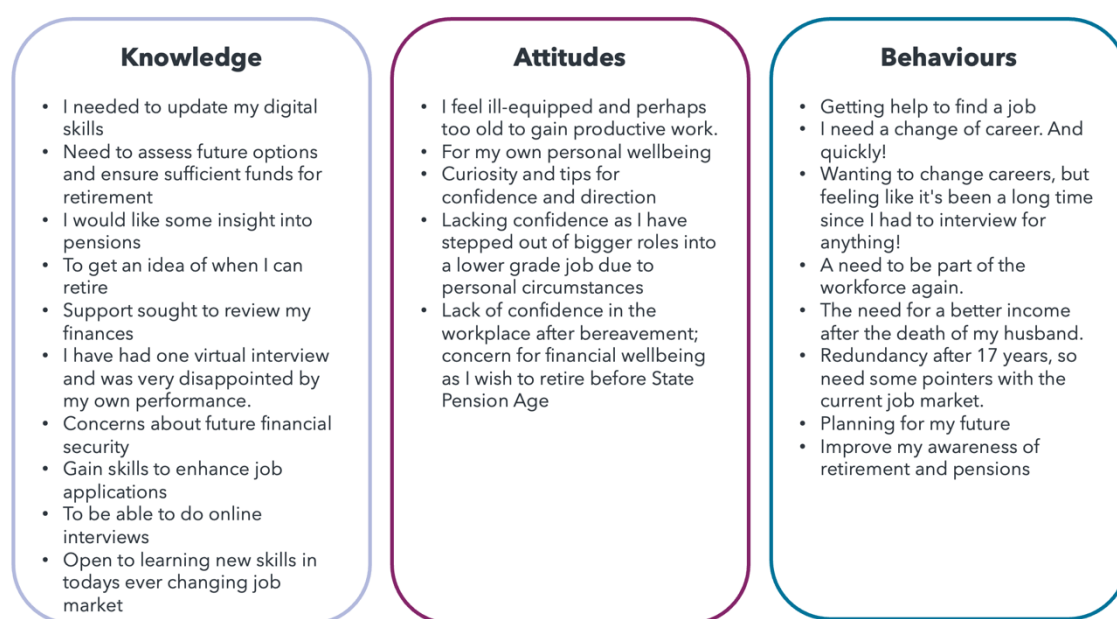 Knowledge
• I needed to update my digital
skills
• Need to assess future options
and ensure sufficient funds for
retirement
• I would like some insight into
pensions
• To get an idea of when I can
retire
• Support sought to review my
finances
• I have had one virtual interview
and was very disappointed by
my own performance.
• Concerns about future financial
security
• Gain skills to enhance job
applications
• To be able to do online
interviews
• Open to learning new skills in
todays ever changing job
market
Attitudes
• I feel ill-equipped and perhaps
too old to gain productive work.
• For my own personal wellbeing
• Curiosity and tips for
confidence and direction
• Lacking confidence as I have
stepped out of bigger roles into
a lower grade job due to
personal circumstances
• Lack of confidence in the
workplace after bereavement;
concern for financial wellbeing
as I wish to retire before State
Pension Age
Behaviours
• Getting help to find a job
• I need a change of career. And
quickly!
• Wanting to change careers, but
feeling like it's been a long time
since I had to interview for
anything!
• A need to be part of the
workforce again.
• The need for a better income
after the death of my husband.
• Redundancy after 17 years, so
need some pointers with the
current job market.
• Planning for my future
• Improve my awareness of
retirement and pensions